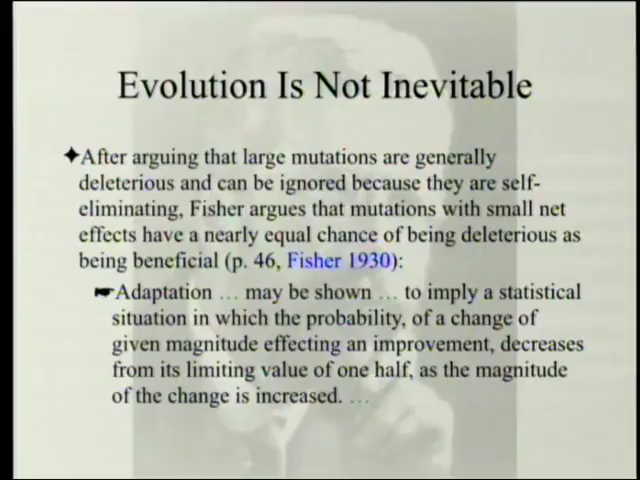 Evolution Is Not Inevitable
✦After arguing that large mutations are generally
deleterious and can be ignored because they are self-
eliminating, Fisher argues that mutations with small net
effects have a nearly equal chance of being deleterious as
being beneficial (p. 46, Fisher 1930):
☛Adaptation … may be shown … to imply a statistical
situation in which the probability, of a change of
given magnitude effecting an improvement, decreases
from its limiting value of one half, as the magnitude
of the change is increased. …